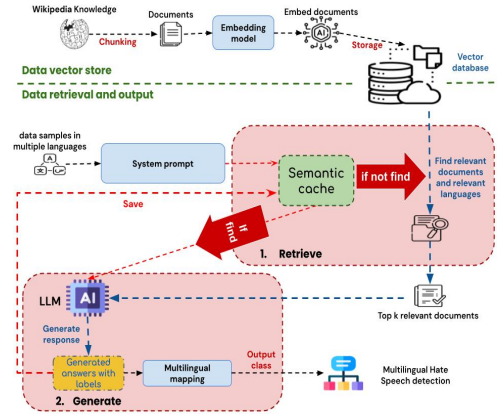 Wikipedia Knowledge
Documents
Embed documents
Chunking
Embedding
model
AI
Storage
Data vector store
Vector
database
Data retrieval and output
data samples in
multiple languages
A
System prompt
Semantic
cache
if not find
Find relevant
documents
and relevant
languages
Save
If
find
1. Retrieve
LLM
AI
Top k relevant documents
Generate
response
Generated
answers with
labels
Multilingual
mapping
Output
class
Multilingual Hate
Speech detection
2. Generate